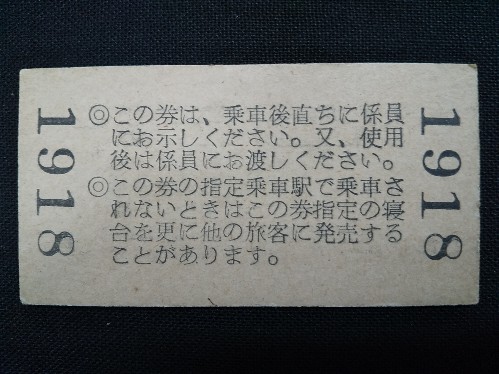 1918
◎この券は、乗車後直ちに係員
にお示しください。又、使用
後は係員にお渡しください。
◎この券の指定乗車駅で乗車さ
れないときはこの券指定の寝
台を更に他の旅客に発売する
ことがあります。
1918